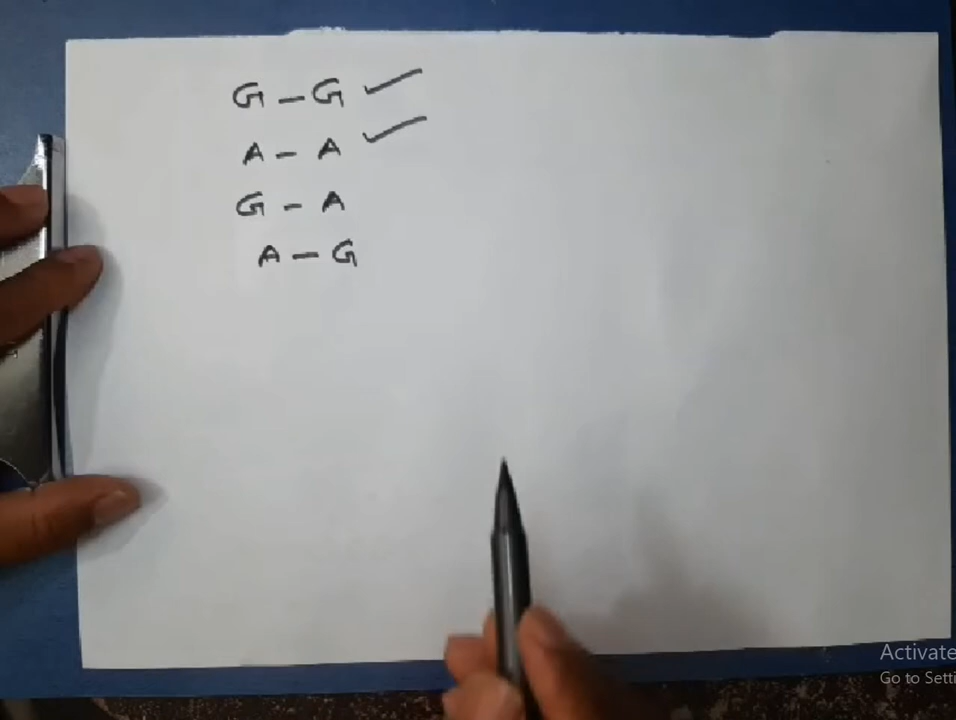 G - G ✓
A - A ✓
G - A
A - G
Activate
Go to Setti